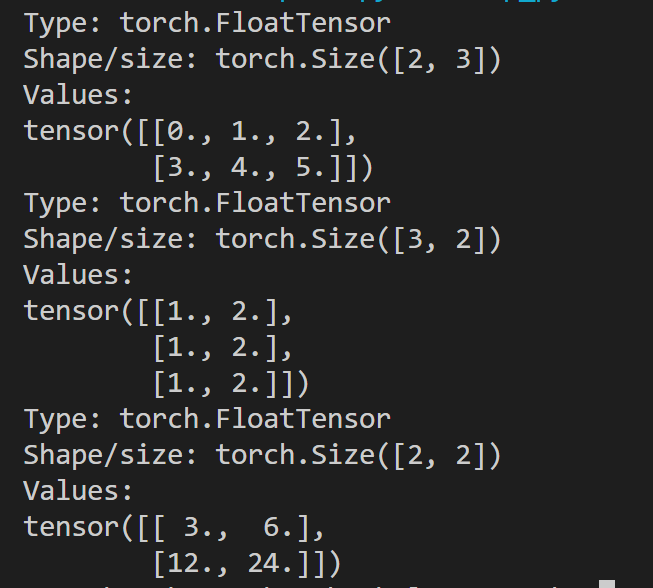 Type: torch.FloatTensor
Shape/size: torch.Size([2, 3])
Values:
tensor([[0., 1., 2.],
        [3., 4., 5.]])
Type: torch.FloatTensor
Shape/size: torch.Size([3, 2])
Values:
tensor([[1., 2.],
        [1., 2.],
        [1., 2.]])
Type: torch.FloatTensor
Shape/size: torch.Size([2, 2])
Values:
tensor([[ 3.,  6.],
        [12., 24.]])